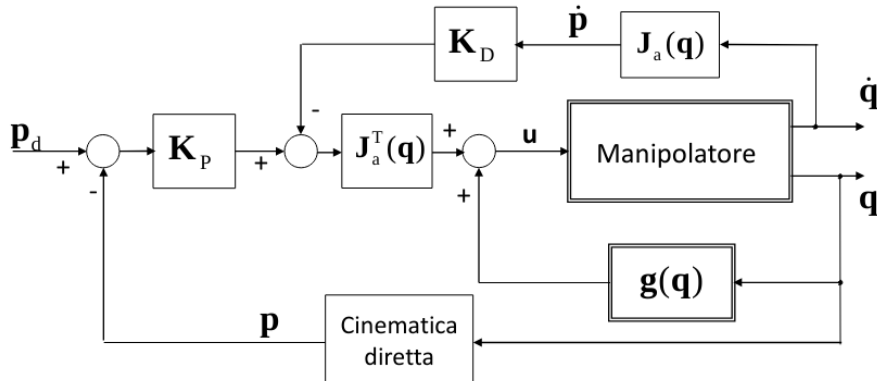 ṗ
K_D
J_a(q)
q̇
-
p_d
+
-
K_P
+
J_a^T(q)
+
+
u
Manipolatore
q
g(q)
p
Cinematica
diretta